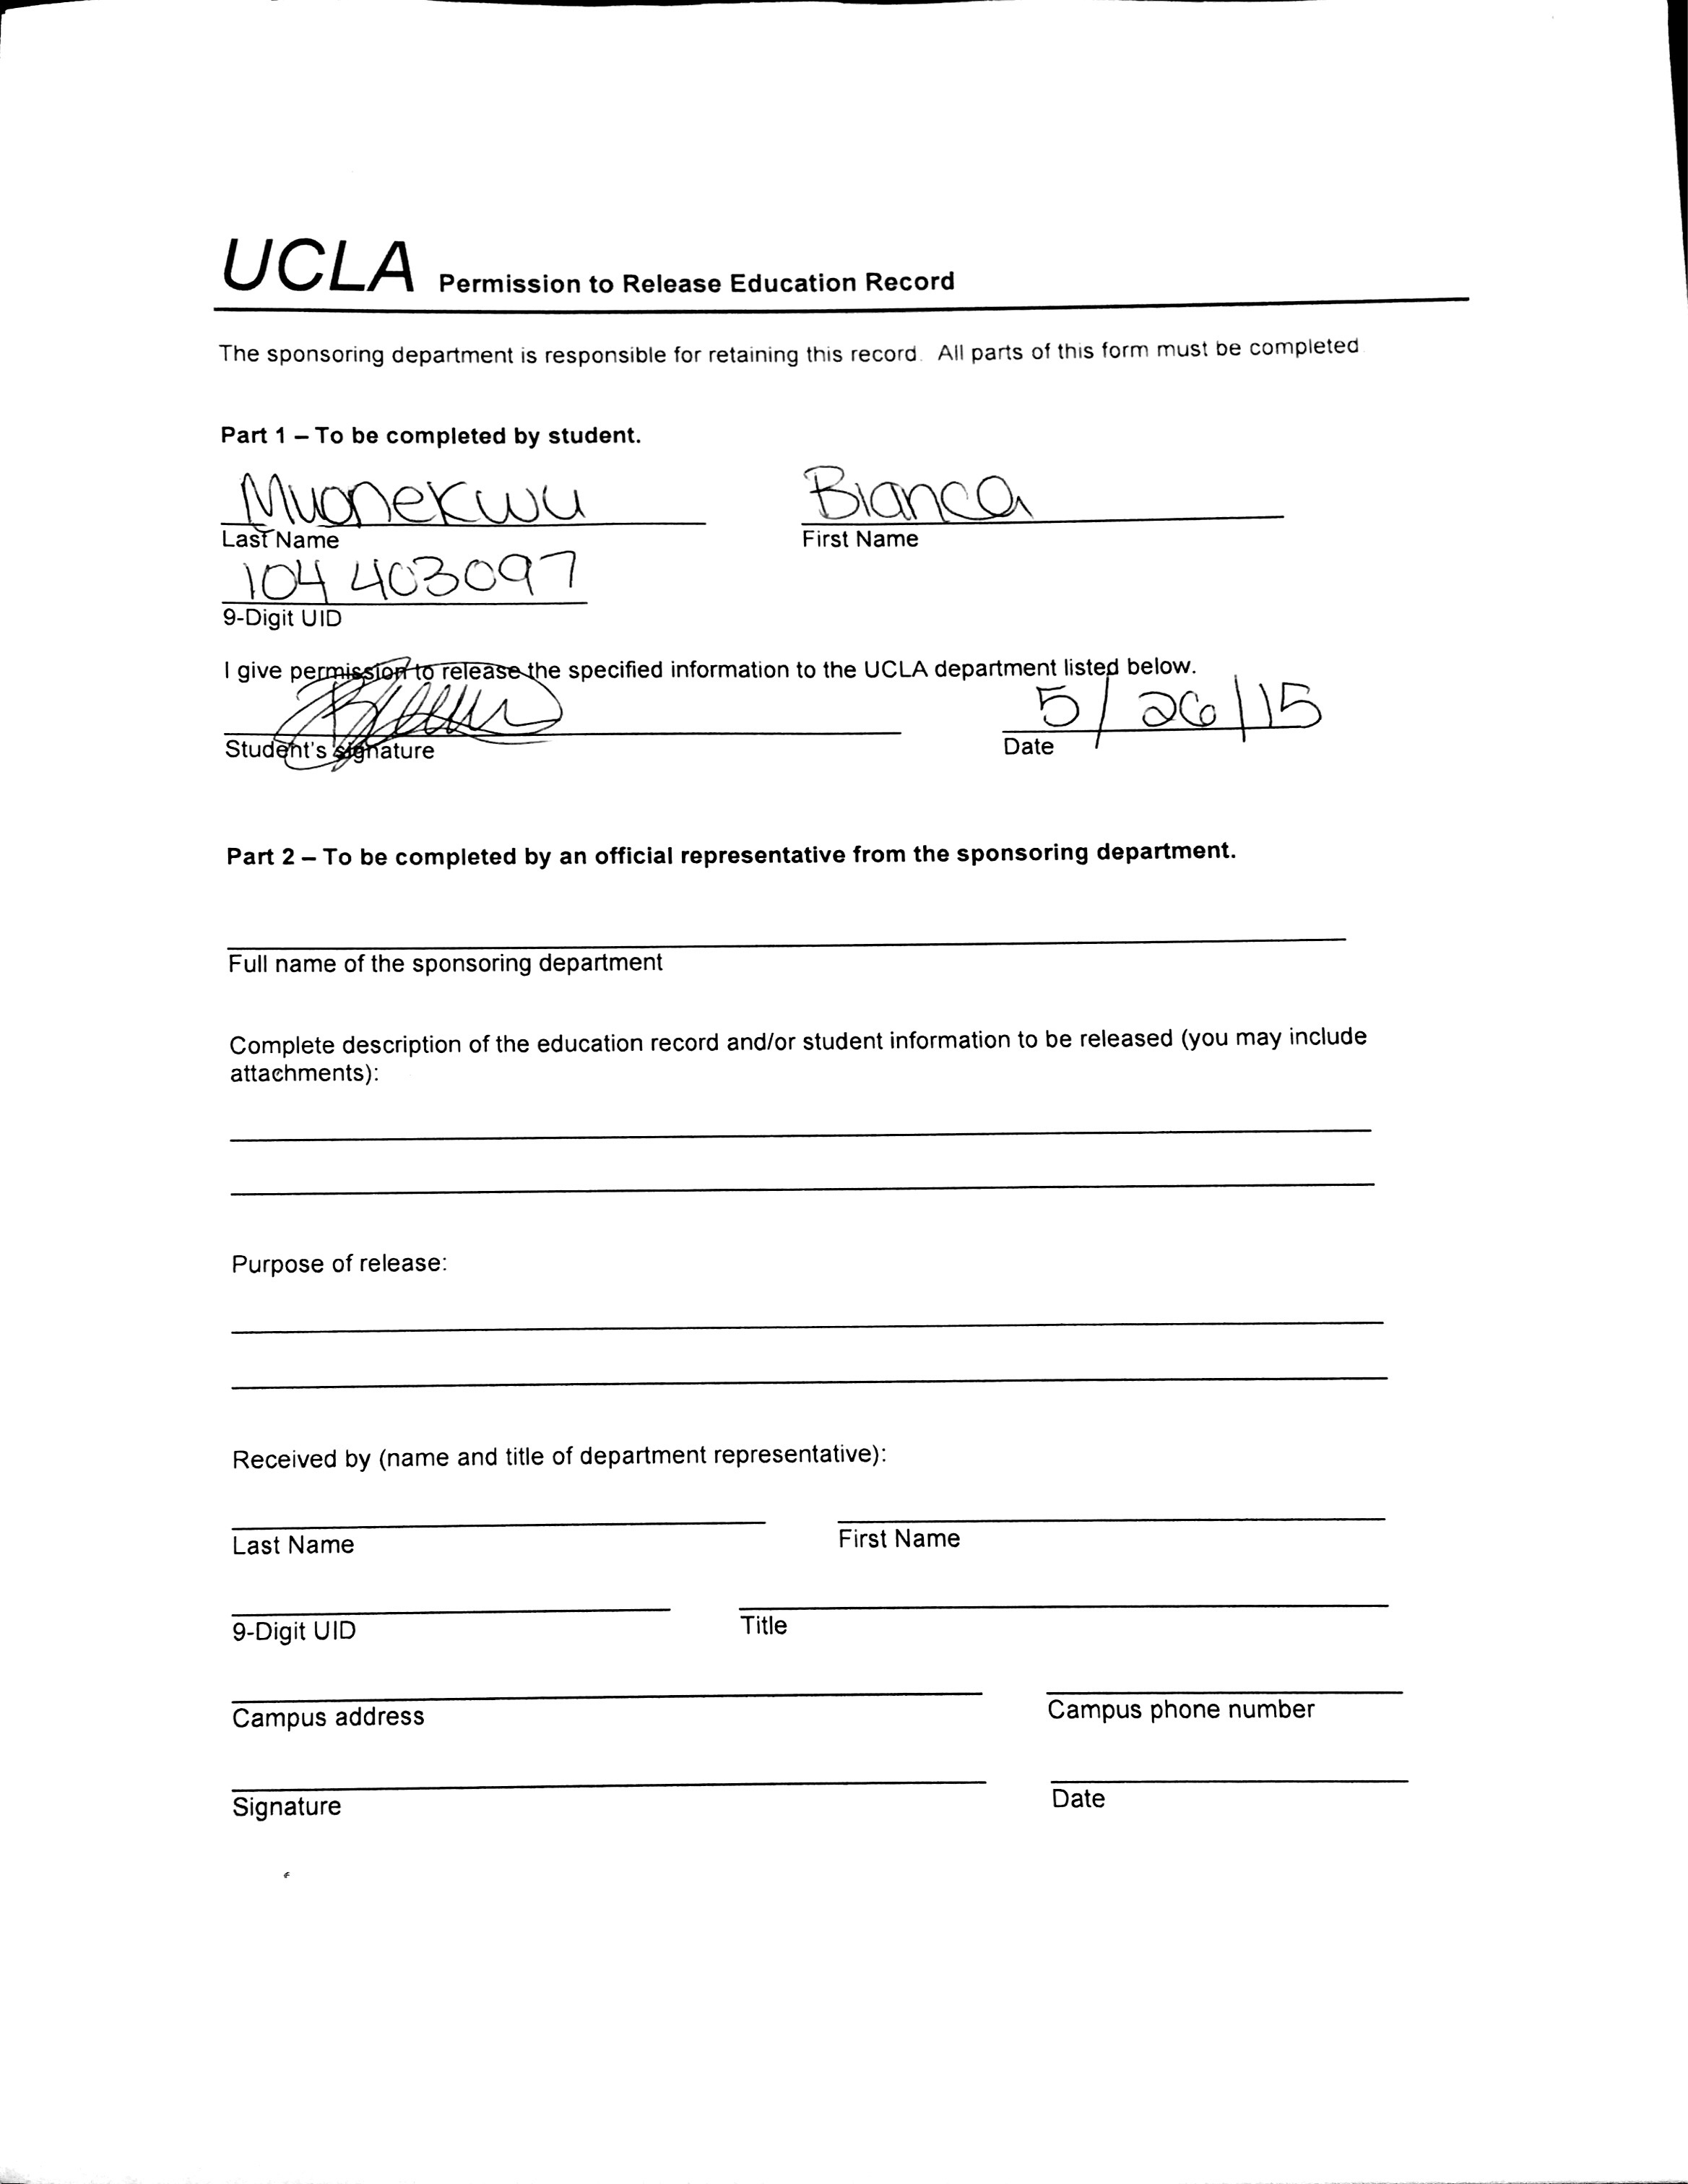 UCLA Permission to Release Education Record
The sponsoring department is responsible for retaining this record. All parts of this form must be completed
Part 1 – To be completed by student.
Muonekwu Bianca
Last Name First Name
104 403097
9-Digit UID
I give permission to release the specified information to the UCLA department listed below.
5/26/15
Student's signature Date
Part 2 – To be completed by an official representative from the sponsoring department.
Full name of the sponsoring department
Complete description of the education record and/or student information to be released (you may include
attachments):
Purpose of release:
Received by (name and title of department representative):
Last Name First Name
9-Digit UID Title
Campus address Campus phone number
Signature Date